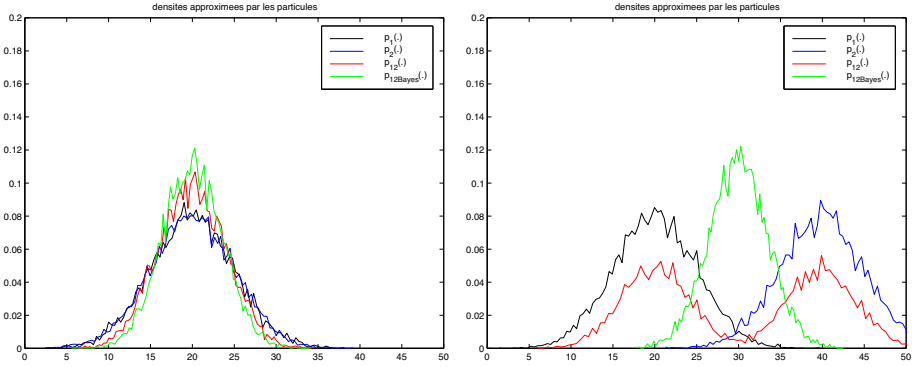 densites approximees par les particules
0.2
0.18
0.16
0.14
0.12
0.1
0.08
0.06
0.04
0.02
0
0 5 10 15 20 25 30 35 40 45 50
p1(.)
p2(.)
p12(.)
p12Bayes(.)
densites approximees par les particules
0.2
0.18
0.16
0.14
0.12
0.1
0.08
0.06
0.04
0.02
0
0 5 10 15 20 25 30 35 40 45 50
p1(.)
p2(.)
p12(.)
p12Bayes(.)